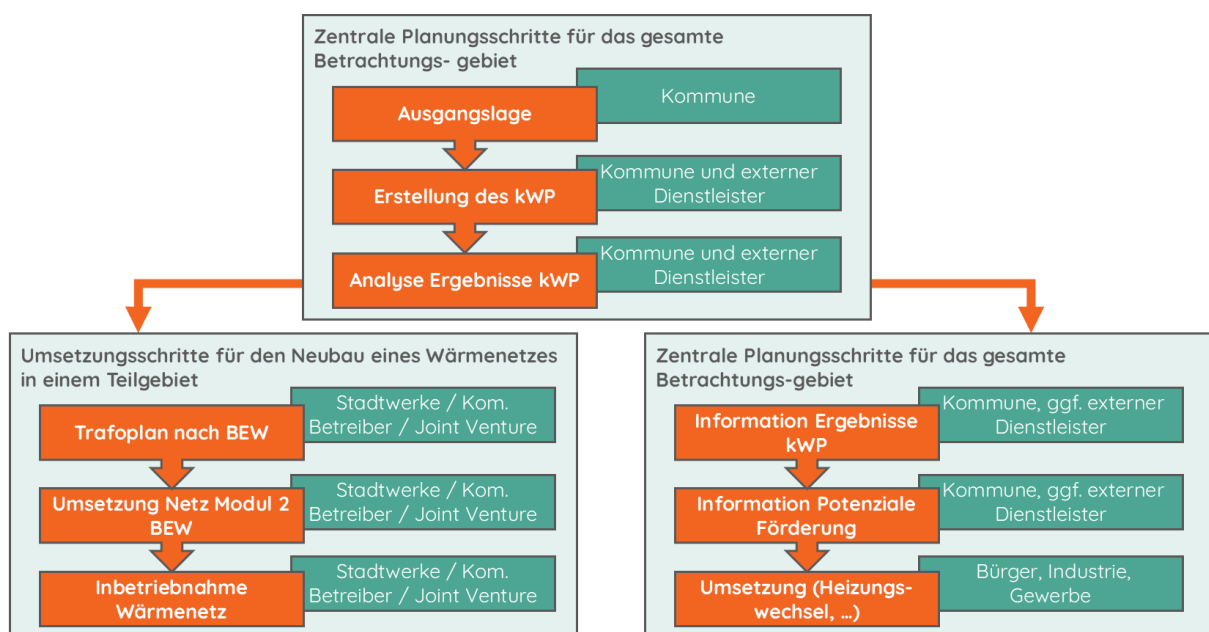 Zentrale Planungsschritte für das gesamte
Betrachtungs- gebiet
Ausgangslage
Kommune
Erstellung des kWP
Kommune und externer
Dienstleister
Analyse Ergebnisse kWP
Kommune und externer
Dienstleister
Umsetzungsschritte für den Neubau eines Wärmenetzes
in einem Teilgebiet
Trafoplan nach BEW
Stadtwerke / Kom.
Betreiber / Joint Venture
Umsetzung Netz Modul 2
BEW
Stadtwerke / Kom.
Betreiber / Joint Venture
Inbetriebnahme
Wärmenetz
Stadtwerke / Kom.
Betreiber / Joint Venture
Zentrale Planungsschritte für das gesamte
Betrachtungs-gebiet
Information Ergebnisse
kWP
Kommune, ggf. externer
Dienstleister
Information Potenziale
Förderung
Kommune, ggf. externer
Dienstleister
Umsetzung (Heizungs-
wechsel, ...)
Bürger, Industrie,
Gewerbe